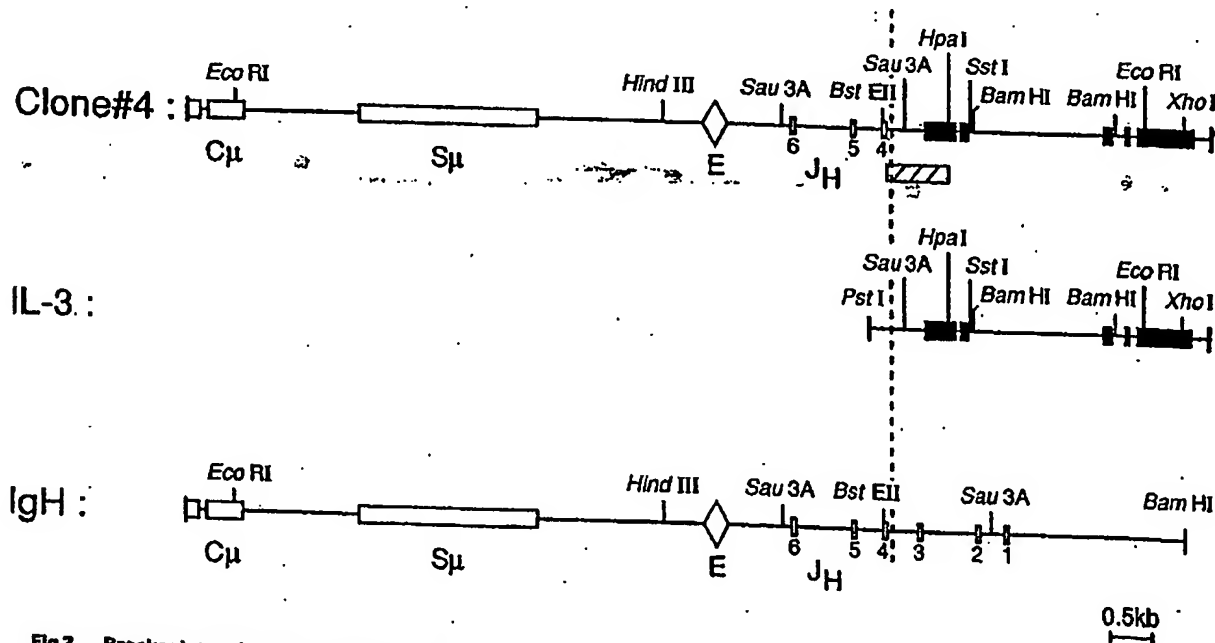 Clone#4 :
Eco RI
Hind III
Sau 3A
Bst EII
Sau 3A
Hpa I
Sst I
Bam HI
Bam HI
Eco RI
Xho I
Cμ
Sμ
E
6
5
4
JH
IL-3 :
Pst I
Sau 3A
Hpa I
Sst I
Bam HI
Bam HI
Eco RI
Xho I
IgH :
Eco RI
Hind III
Sau 3A
Bst EII
Sau 3A
Bam HI
Cμ
Sμ
E
6
5
4
3
2
1
JH
0.5kb
Fig 2